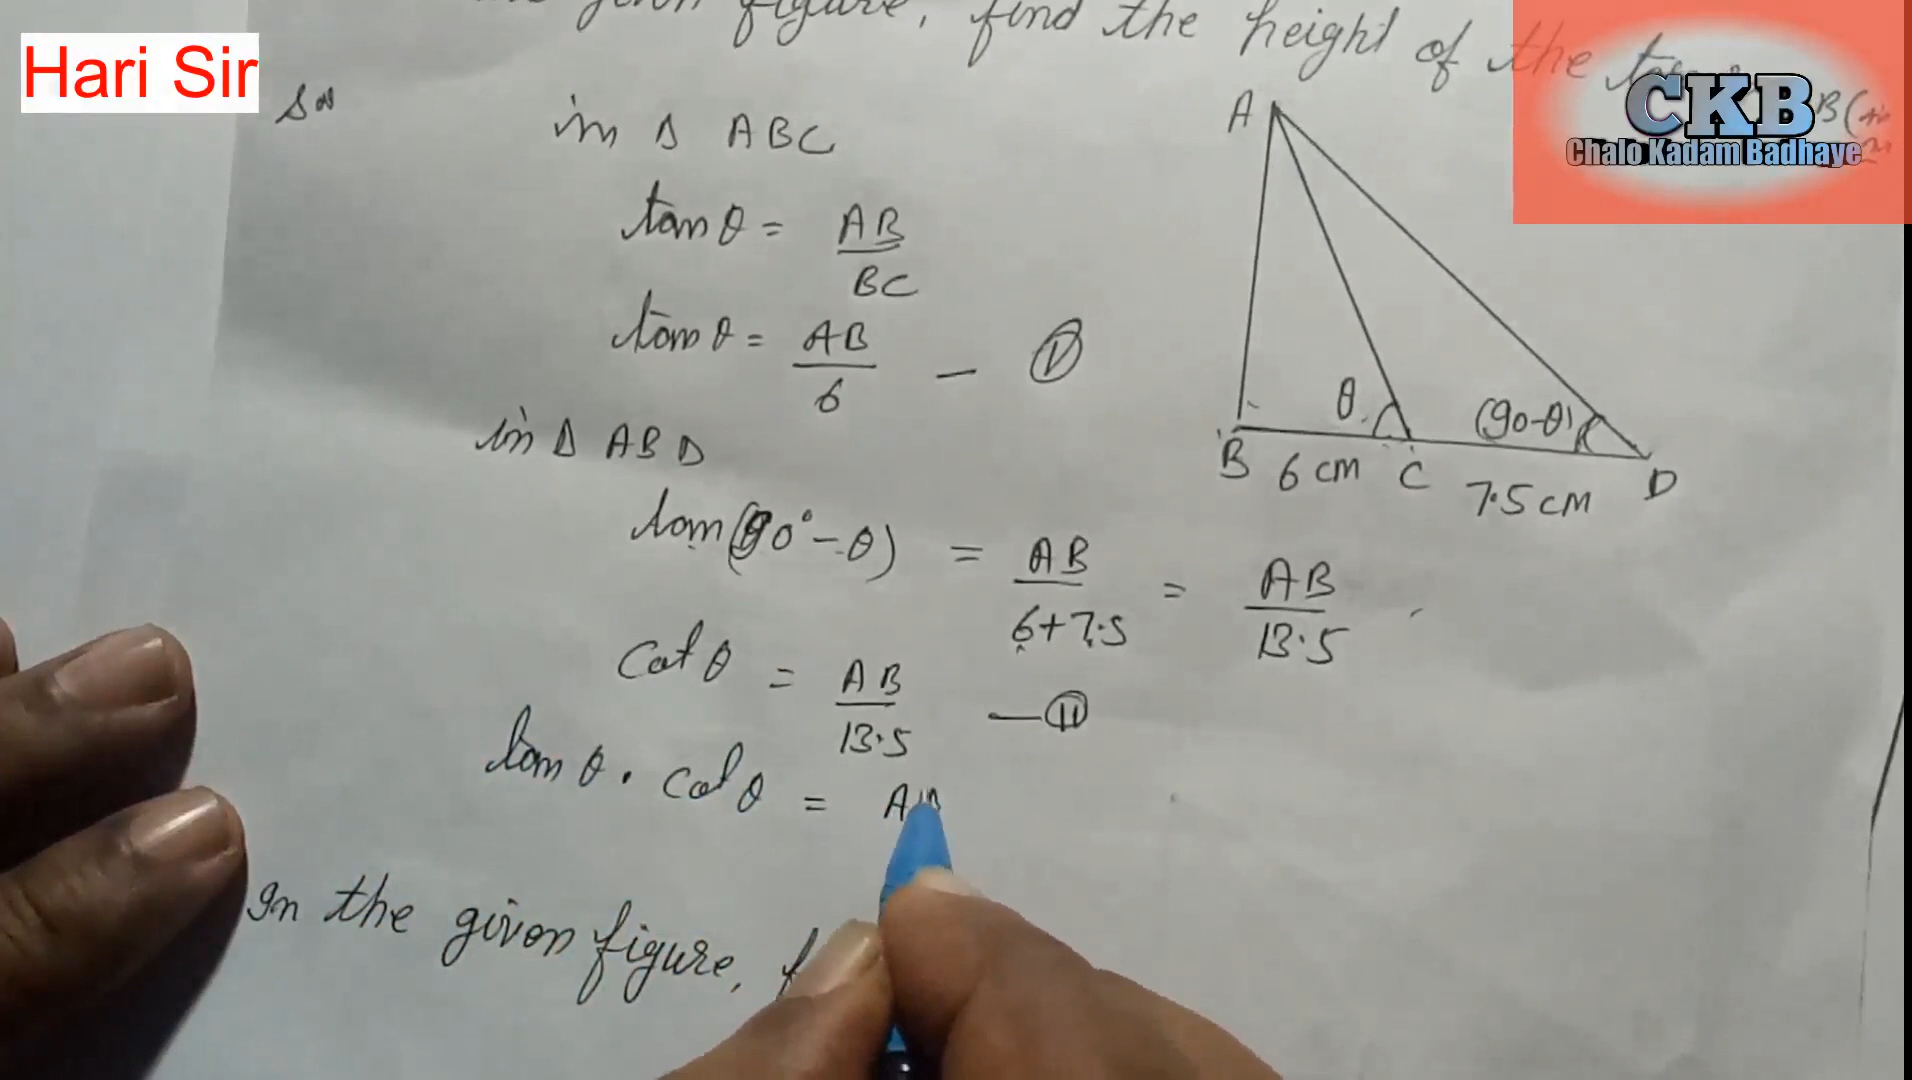 given figure, find the height of the
Hari Sir
CKB
Chalo Kadam Badhaye
in Δ ABC
tan θ = AB/BC
tan θ = AB/6 — I
in Δ ABD
tan(90°-θ) = AB/6+7.5 = AB/13.5
cot θ = AB/13.5 — II
tan θ . cot θ = AB
A
θ
(90-θ)
B 6 cm C 7.5 cm D
In the given figure,